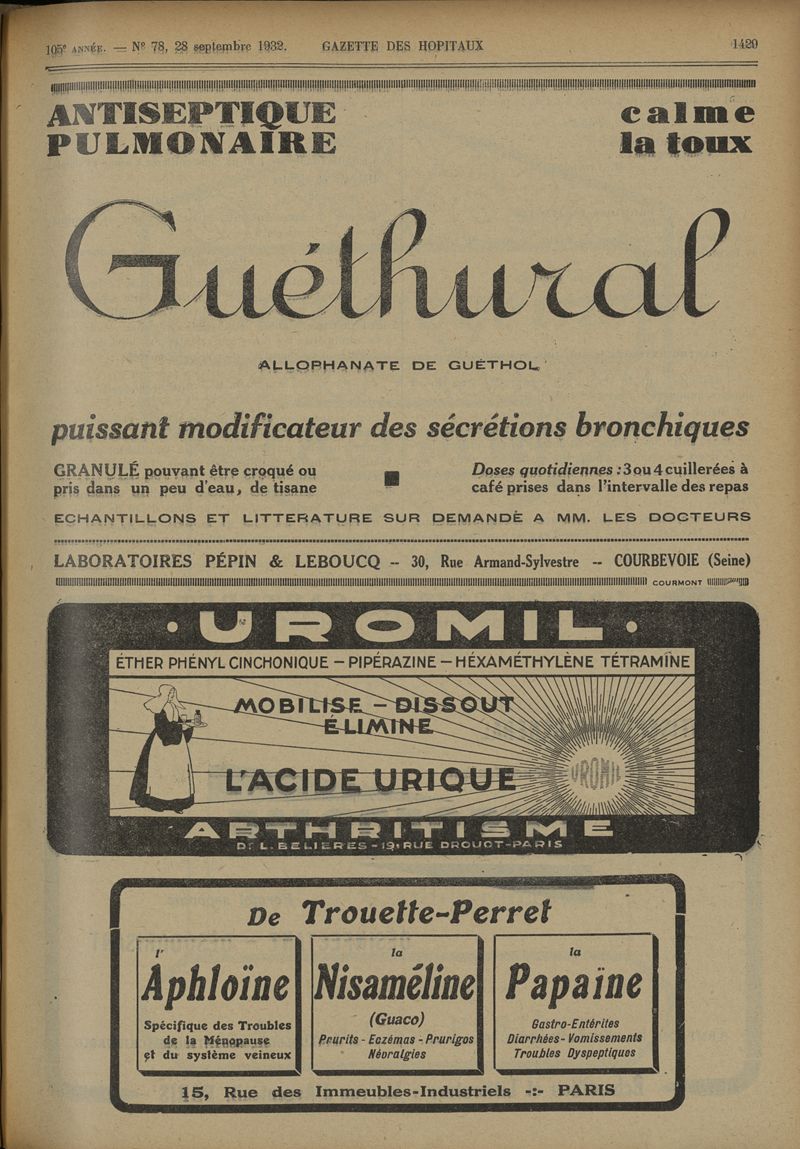 105e ANNÉE. — No 78, 28 septembre 1932. GAZETTE DES HOPITAUX 1429
ANTISEPTIQUE PULMONAIRE
calme la toux
Guéthural
ALLOPHANATE DE GUÉTHOL
puissant modificateur des sécrétions bronchiques
GRANULÉ pouvant être croqué ou
pris dans un peu d'eau, de tisane
Doses quotidiennes : 3 ou 4 cuillerées à
café prises dans l'intervalle des repas
ECHANTILLONS ET LITTERATURE SUR DEMANDE A MM. LES DOCTEURS
LABORATOIRES PÉPIN & LEBOUCQ -- 30, Rue Armand-Sylvestre -- COURBEVOIE (Seine)
COURMONT
· UROMIL ·
ÉTHER PHÉNYL CINCHONIQUE — PIPÉRAZINE — HÉXAMÉTHYLÈNE TÉTRAMÎNE
MOBILISE — DISSOUT
ÉLIMINE
L'ACIDE URIQUE
UROMIL
ARTHRITISME
Dr L. BELIERES - 19, RUE DROUOT - PARIS
De Trouette-Perret
l'
Aphloïne
Spécifique des Troubles
de la Ménopause
et du système veineux
la
Nisaméline
(Guaco)
Prurits - Eczémas - Prurigos
Névralgies
la
Papaïne
Gastro-Entérites
Diarrhées - Vomissements
Troubles Dyspeptiques
15, Rue des Immeubles-Industriels -:- PARIS